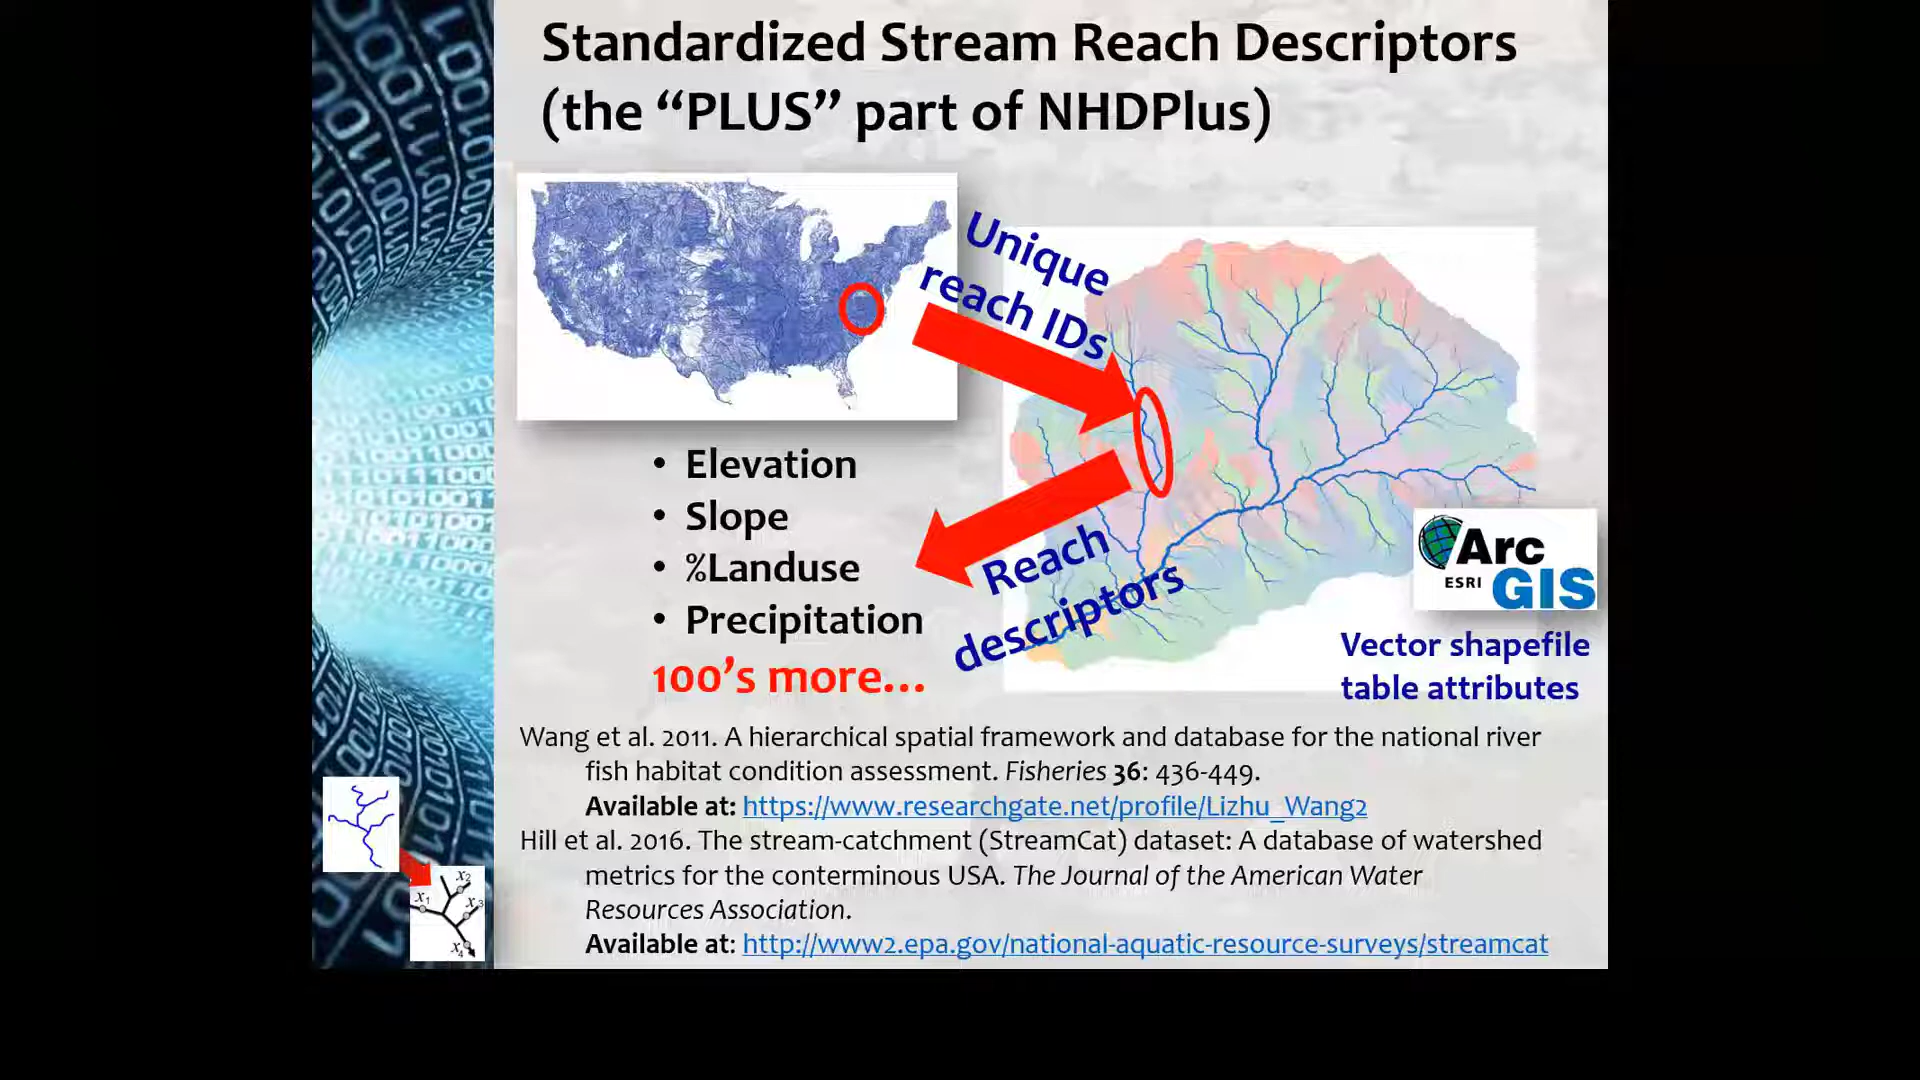 Standardized Stream Reach Descriptors
(the “PLUS” part of NHDPlus)
Unique
reach IDs
• Elevation
• Slope
• %Landuse
• Precipitation
100’s more...
Reach
descriptors
Arc
ESRI GIS
Vector shapefile
table attributes
Wang et al. 2011. A hierarchical spatial framework and database for the national river
fish habitat condition assessment. Fisheries 36: 436-449.
Available at: https://www.researchgate.net/profile/Lizhu_Wang2
Hill et al. 2016. The stream-catchment (StreamCat) dataset: A database of watershed
metrics for the conterminous USA. The Journal of the American Water
Resources Association.
Available at: http://www2.epa.gov/national-aquatic-resource-surveys/streamcat
x2
x1
x3
x4